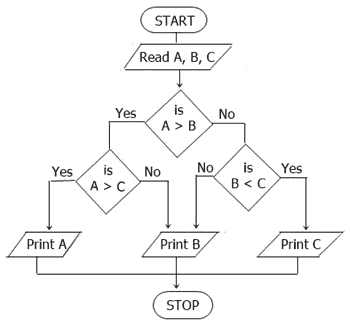 START
Read A, B, C
Yes
is
A > B
No
Yes
is
A > C
No
No
is
B < C
Yes
Print A
Print B
Print C
STOP